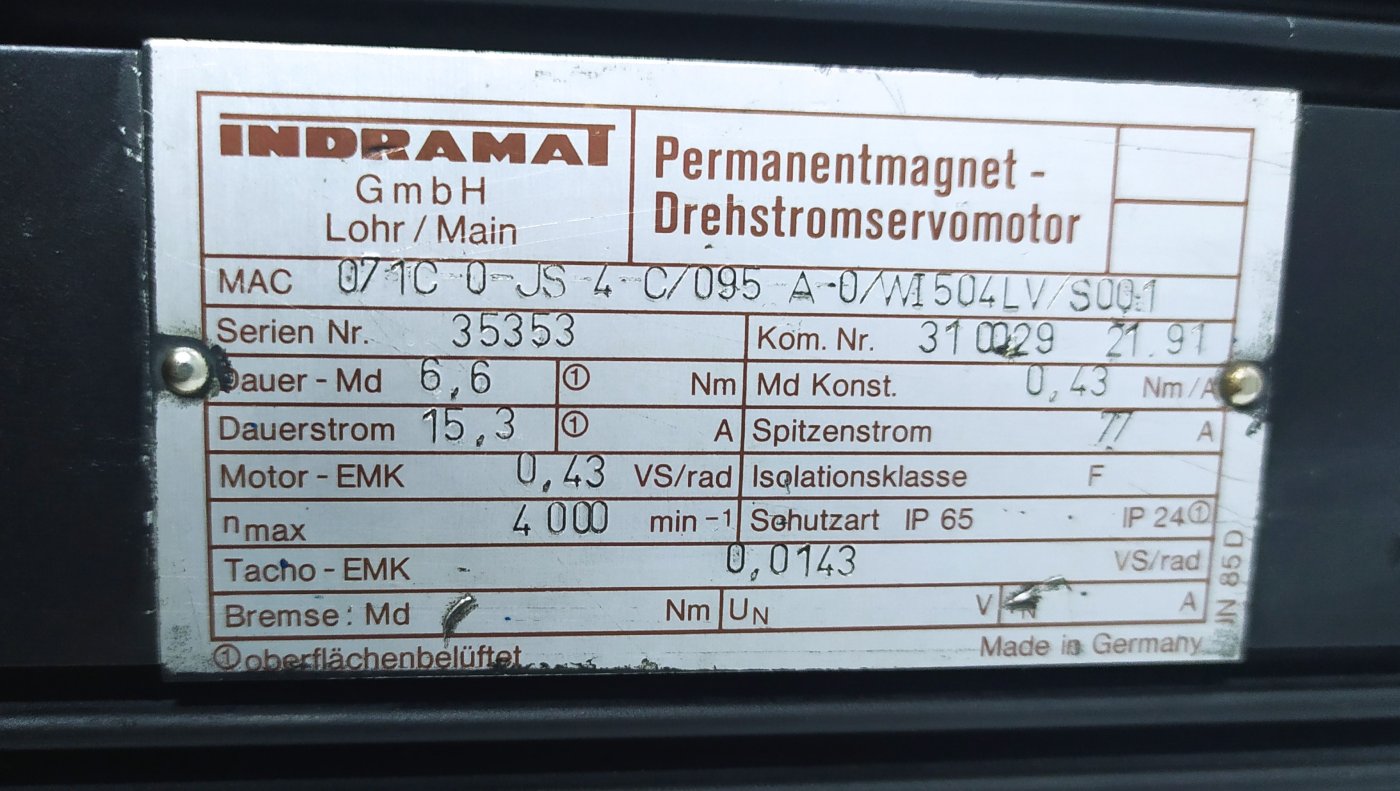 INDRAMAT
GmbH
Lohr / Main
Permanentmagnet -
Drehstromservomotor
MAC 071C-0-JS-4-C/095-A-0/WI504LV/S001
Serien Nr. 35353 Kom. Nr. 310029 21.91
Dauer - Md 6,6 ① Nm Md Konst. 0,43 Nm/A
Dauerstrom 15,3 ① A Spitzenstrom 77 A
Motor - EMK 0,43 VS/rad Isolationsklasse F
nmax 4000 min -1 Schutzart IP 65 IP 24①
Tacho - EMK 0,0143 VS/rad
Bremse: Md Nm UN V A
①oberflächenbelüftet Made in Germany
JN 85D